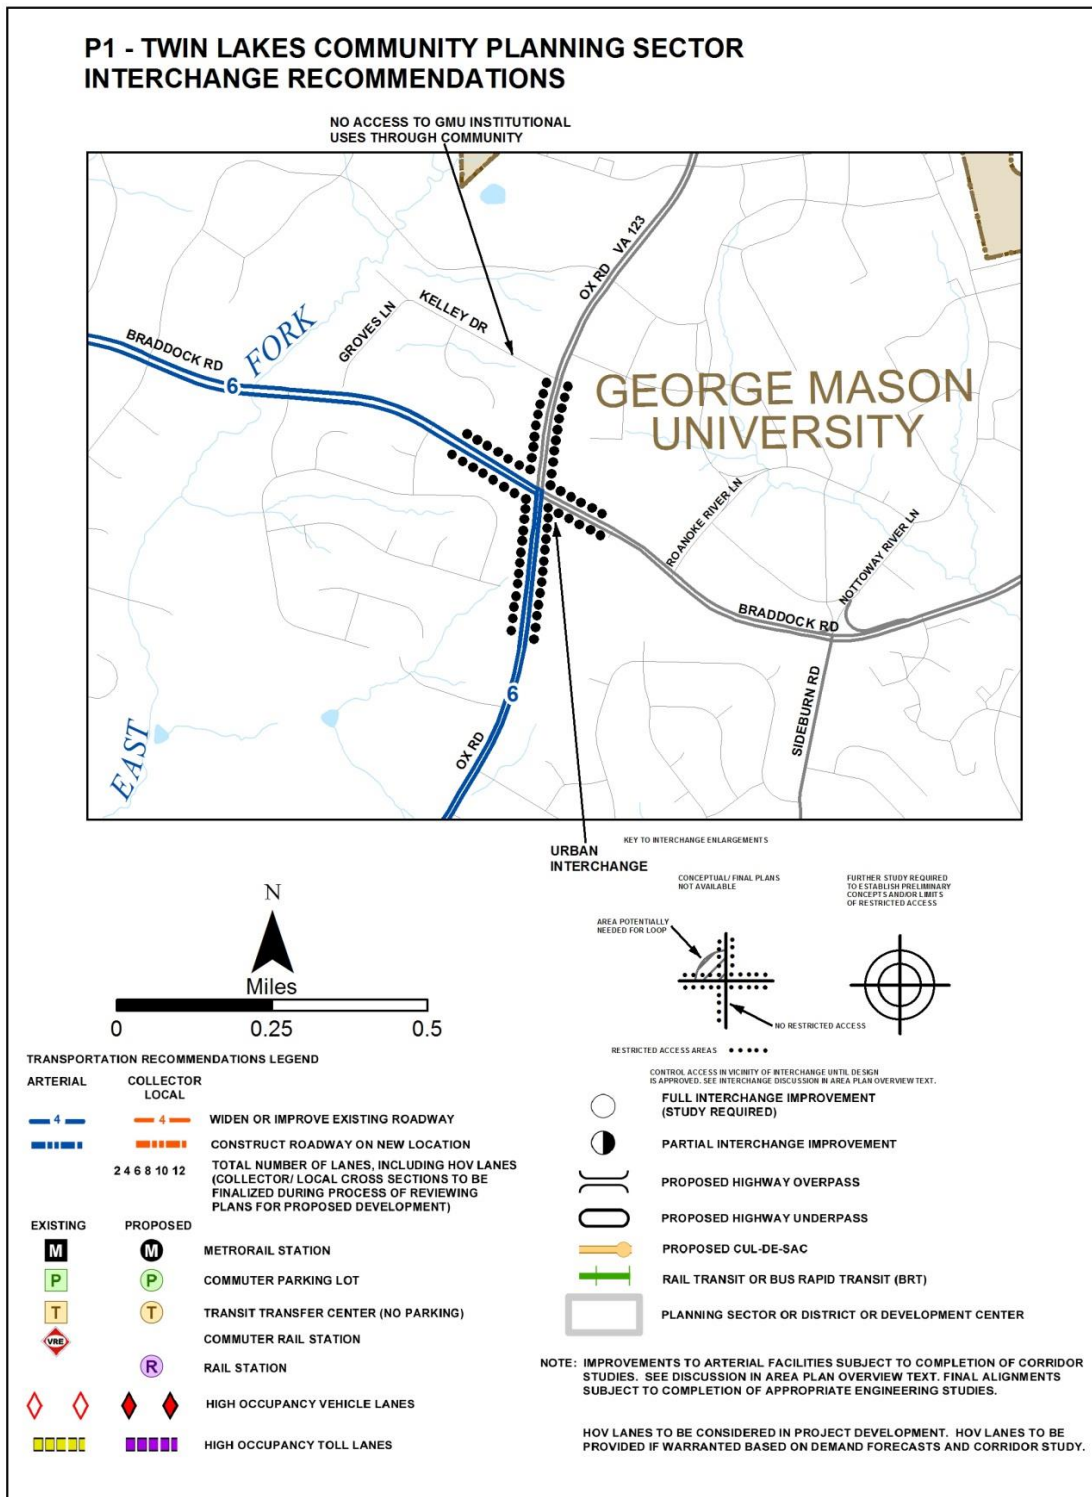 P1 - TWIN LAKES COMMUNITY PLANNING SECTOR
INTERCHANGE RECOMMENDATIONS
NO ACCESS TO GMU INSTITUTIONAL
USES THROUGH COMMUNITY
OX RD VA 123
KELLEY DR
GROVES LN
FORK
BRADDOCK RD
6
GEORGE MASON
UNIVERSITY
ROANOKE RIVER LN
NOTTOWAY RIVER LN
BRADDOCK RD
SIDEBURN RD
6
OX RD
EAST
URBAN
INTERCHANGE
KEY TO INTERCHANGE ENLARGEMENTS
CONCEPTUAL/ FINAL PLANS
NOT AVAILABLE
FURTHER STUDY REQUIRED
TO ESTABLISH PRELIMINARY
CONCEPTS AND/OR LIMITS
OF RESTRICTED ACCESS
AREA POTENTIALLY
NEEDED FOR LOOP
NO RESTRICTED ACCESS
RESTRICTED ACCESS AREAS
CONTROL ACCESS IN VICINITY OF INTERCHANGE UNTIL DESIGN
IS APPROVED. SEE INTERCHANGE DISCUSSION IN AREA PLAN OVERVIEW TEXT.
N
Miles
0 0.25 0.5
TRANSPORTATION RECOMMENDATIONS LEGEND
ARTERIAL COLLECTOR
LOCAL
4 4 WIDEN OR IMPROVE EXISTING ROADWAY
CONSTRUCT ROADWAY ON NEW LOCATION
2 4 6 8 10 12 TOTAL NUMBER OF LANES, INCLUDING HOV LANES
(COLLECTOR/ LOCAL CROSS SECTIONS TO BE
FINALIZED DURING PROCESS OF REVIEWING
PLANS FOR PROPOSED DEVELOPMENT)
EXISTING PROPOSED
M M METRORAIL STATION
P P COMMUTER PARKING LOT
T T TRANSIT TRANSFER CENTER (NO PARKING)
VRE COMMUTER RAIL STATION
R RAIL STATION
HIGH OCCUPANCY VEHICLE LANES
HIGH OCCUPANCY TOLL LANES
FULL INTERCHANGE IMPROVEMENT
(STUDY REQUIRED)
PARTIAL INTERCHANGE IMPROVEMENT
PROPOSED HIGHWAY OVERPASS
PROPOSED HIGHWAY UNDERPASS
PROPOSED CUL-DE-SAC
RAIL TRANSIT OR BUS RAPID TRANSIT (BRT)
PLANNING SECTOR OR DISTRICT OR DEVELOPMENT CENTER
NOTE: IMPROVEMENTS TO ARTERIAL FACILITIES SUBJECT TO COMPLETION OF CORRIDOR
STUDIES. SEE DISCUSSION IN AREA PLAN OVERVIEW TEXT. FINAL ALIGNMENTS
SUBJECT TO COMPLETION OF APPROPRIATE ENGINEERING STUDIES.
HOV LANES TO BE CONSIDERED IN PROJECT DEVELOPMENT. HOV LANES TO BE
PROVIDED IF WARRANTED BASED ON DEMAND FORECASTS AND CORRIDOR STUDY.